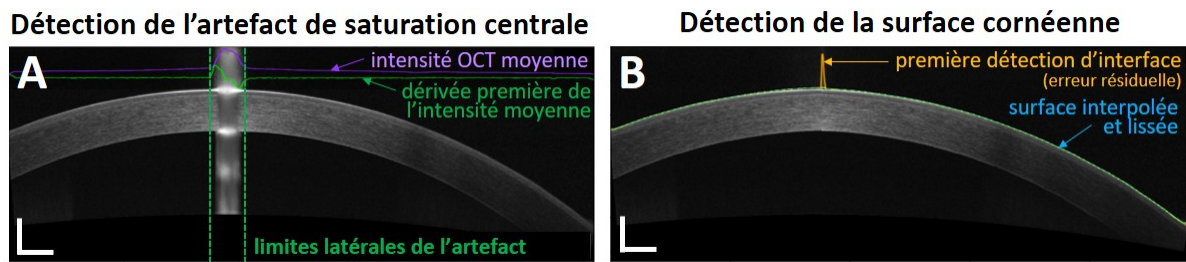 Détection de l’artefact de saturation centrale
A
intensité OCT moyenne
dérivée première de
l’intensité moyenne
limites latérales de l’artefact
Détection de la surface cornéenne
B
première détection d’interface
(erreur résiduelle)
surface interpolée
et lissée